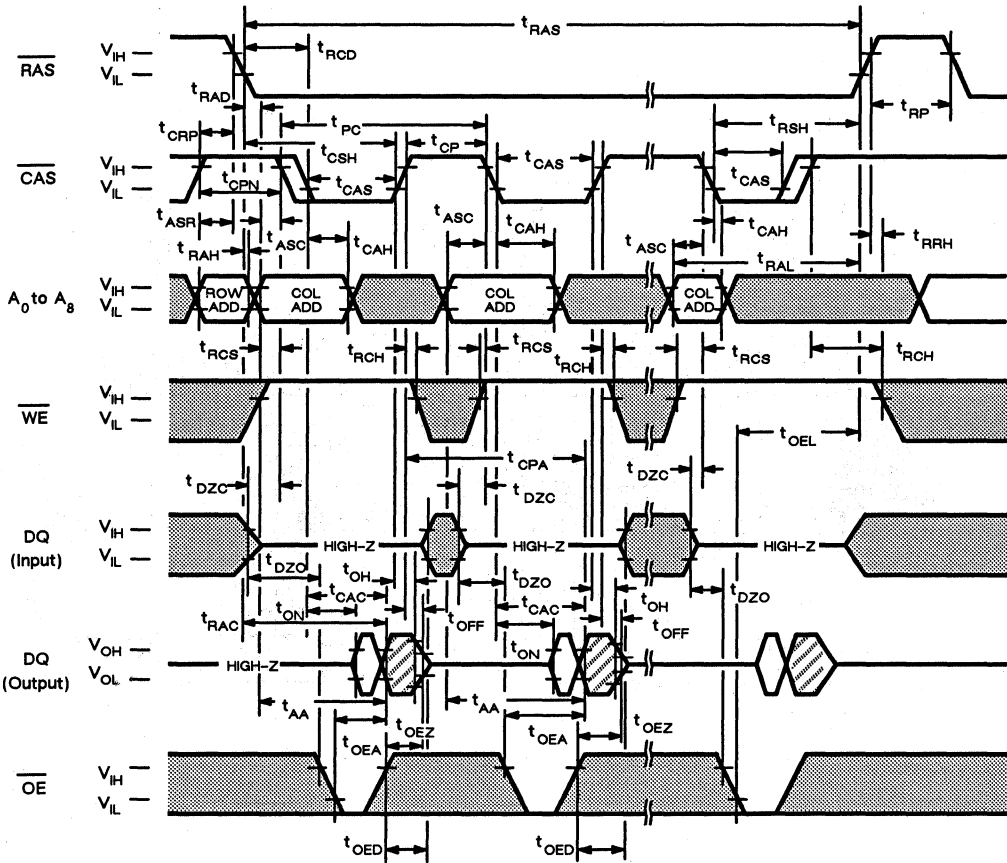 tRAS
RAS
VIH
VIL
tRCD
tRAD
tRP
tCRP
tPC
tRSH
tCSH
tCP
CAS
VIH
VIL
tCPN
tCAS
tCAS
tCAS
tASR
tASC
tCAH
tASC
tCAH
tASC
tCAH
tRRH
tRAH
tRAL
A0 to A8
VIH
VIL
ROW ADD
COL ADD
COL ADD
COL ADD
tRCS
tRCH
tRCS
tRCH
tRCS
tRCH
WE
VIH
VIL
tOEL
tCPA
tDZC
tDZC
tDZC
DQ
(Input)
VIH
VIL
HIGH-Z
HIGH-Z
HIGH-Z
tDZO
tOH
tDZO
tOH
tDZO
tCAC
tCAC
tON
tOFF
tON
tOFF
tRAC
DQ
(Output)
VOH
VOL
HIGH-Z
tAA
tAA
tOEZ
tOEZ
tOEA
tOEA
OE
VIH
VIL
tOED
tOED